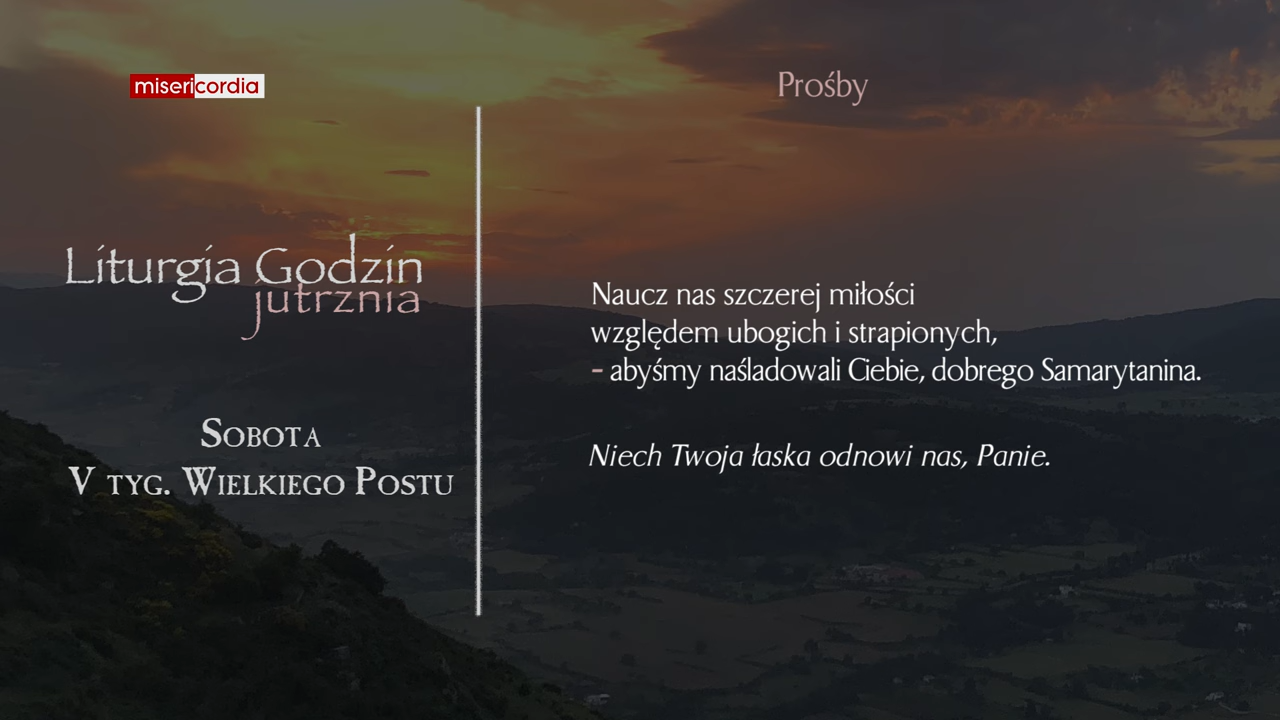 misericordia
Liturgia Godzin
jutrznia
Sobota
V tyg. Wielkiego Postu
Prośby
Naucz nas szczerej miłości
względem ubogich i strapionych,
- abyśmy naśladowali Ciebie, dobrego Samarytanina.
Niech Twoja łaska odnowi nas, Panie.